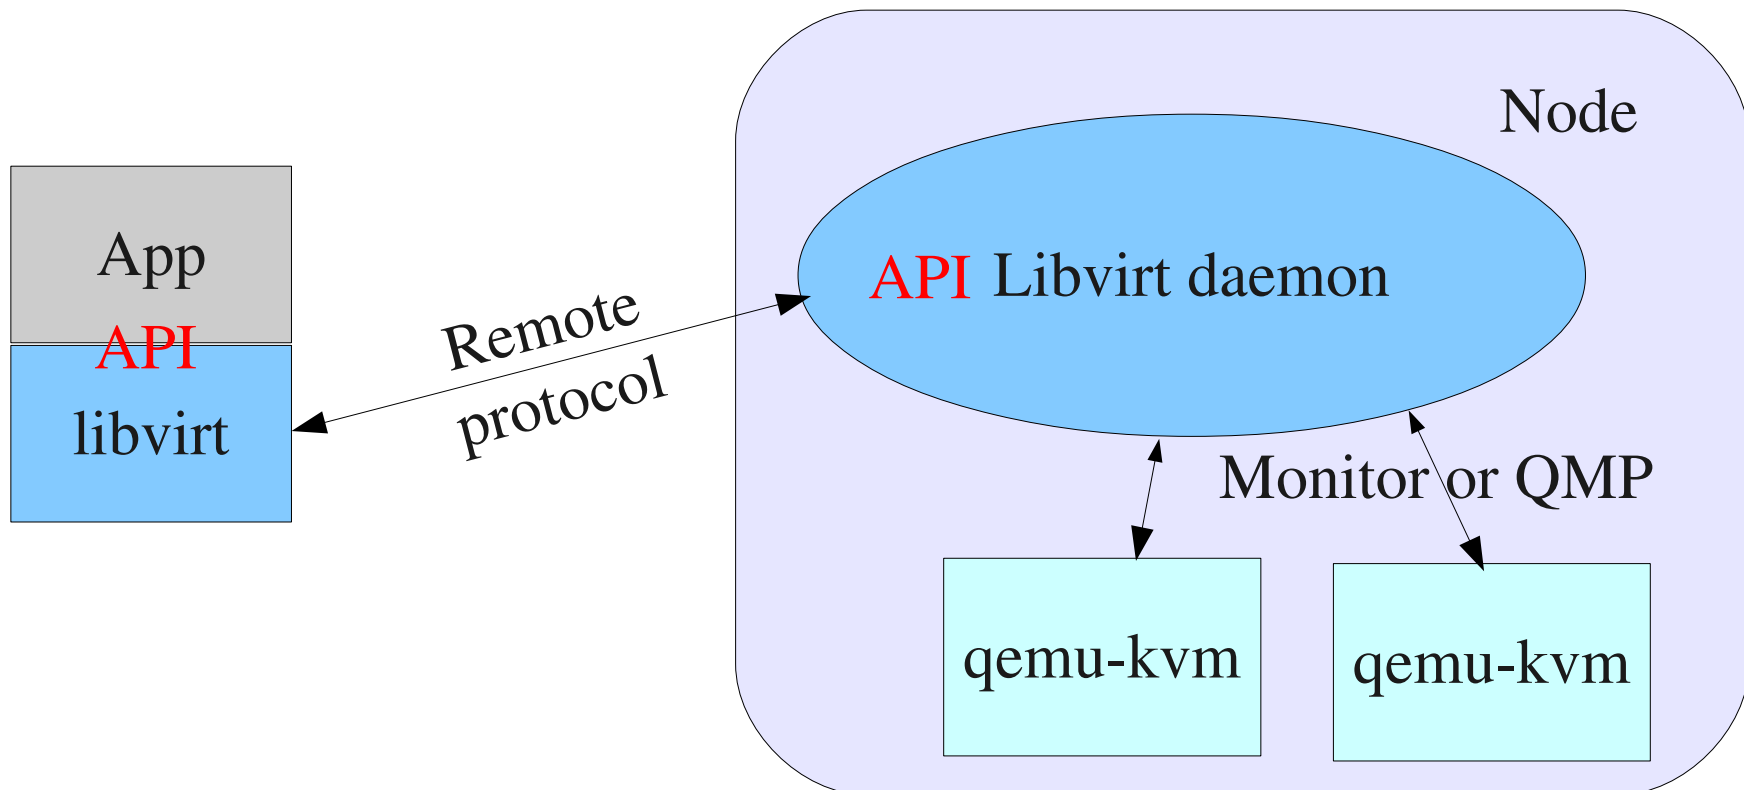 Node
App
API
libvirt
Remote
protocol
API Libvirt daemon
Monitor or QMP
qemu-kvm
qemu-kvm